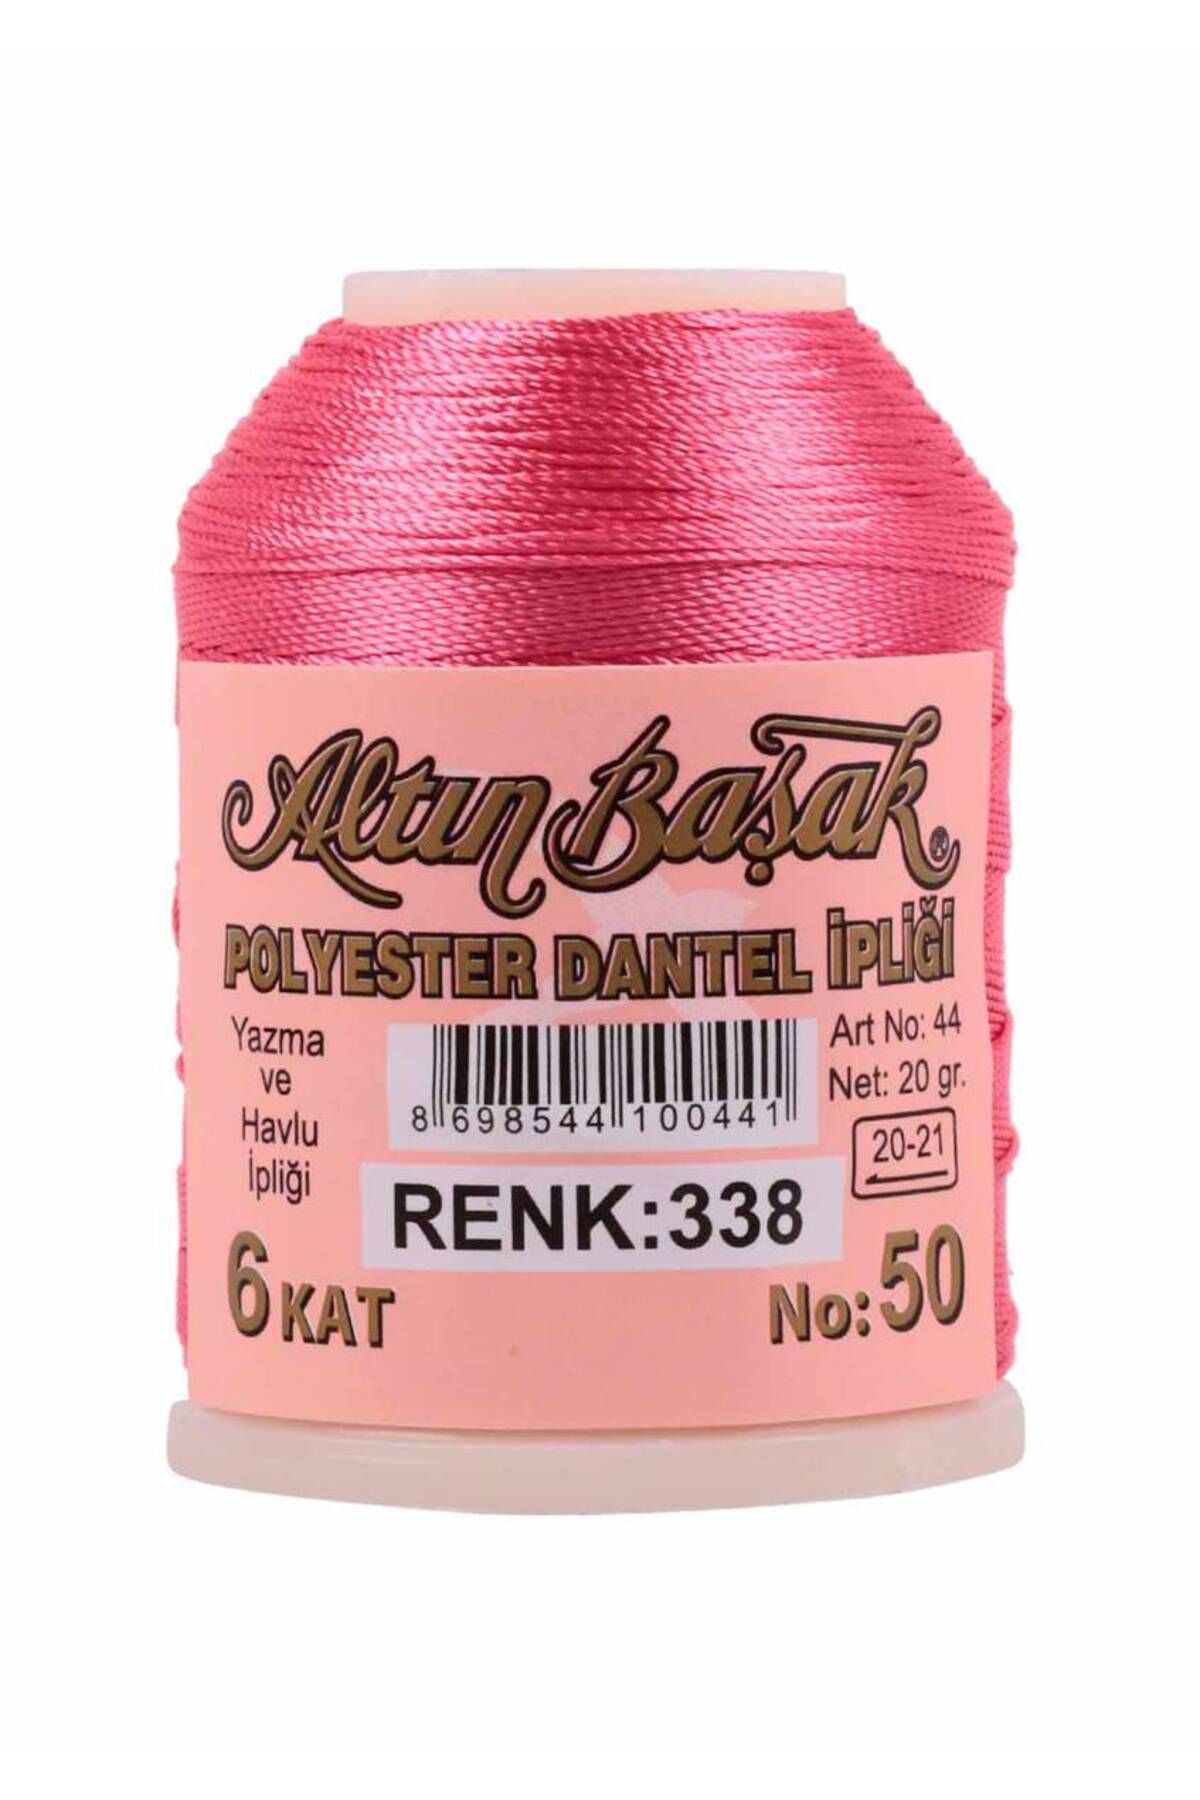 Altın Başak ®
POLYESTER DANTEL İPLİĞİ
Yazma
ve
Havlu
İpliği
8 698544 100441
Art No: 44
Net: 20 gr.
20-21
RENK:338
6 KAT
No: 50